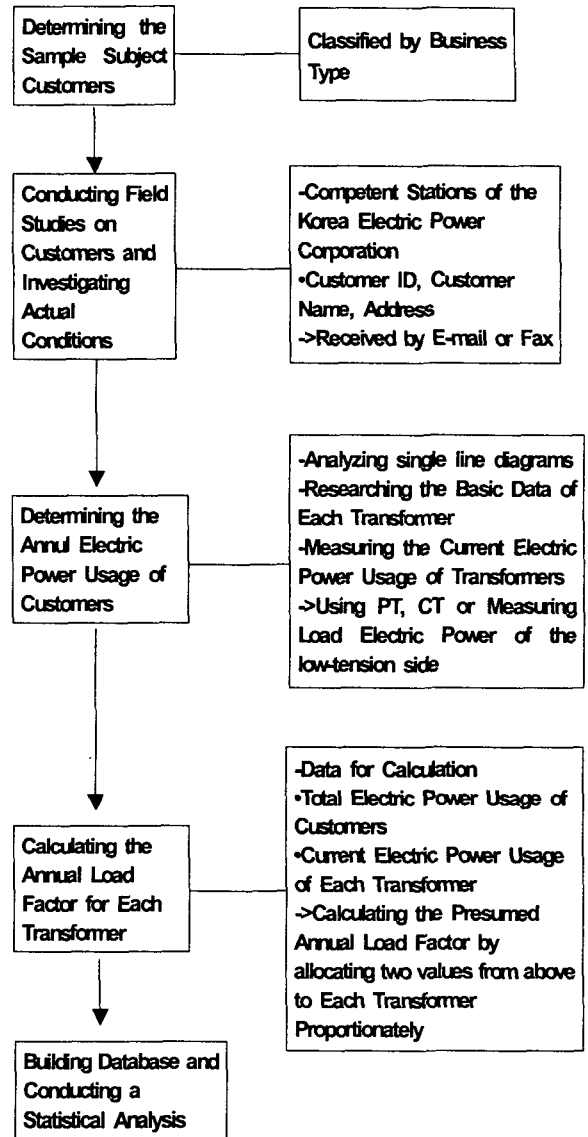 Determining the
Sample Subject
Customers
Classified by Business
Type
Conducting Field
Studies on
Customers and
Investigating
Actual
Conditions
-Competent Stations of the
Korea Electric Power
Corporation
•Customer ID, Customer
Name, Address
->Received by E-mail or Fax
Determining the
Annul Electric
Power Usage of
Customers
-Analyzing single line diagrams
-Researching the Basic Data of
Each Transformer
-Measuring the Current Electric
Power Usage of Transformers
->Using PT, CT or Measuring
Load Electric Power of the
low-tension side
Calculating the
Annual Load
Factor for Each
Transformer
-Data for Calculation
•Total Electric Power Usage of
Customers
•Current Electric Power Usage
of Each Transformer
->Calculating the Presumed
Annual Load Factor by
allocating two values from above
to Each Transformer
Proportionately
Building Database and
Conducting a
Statistical Analysis